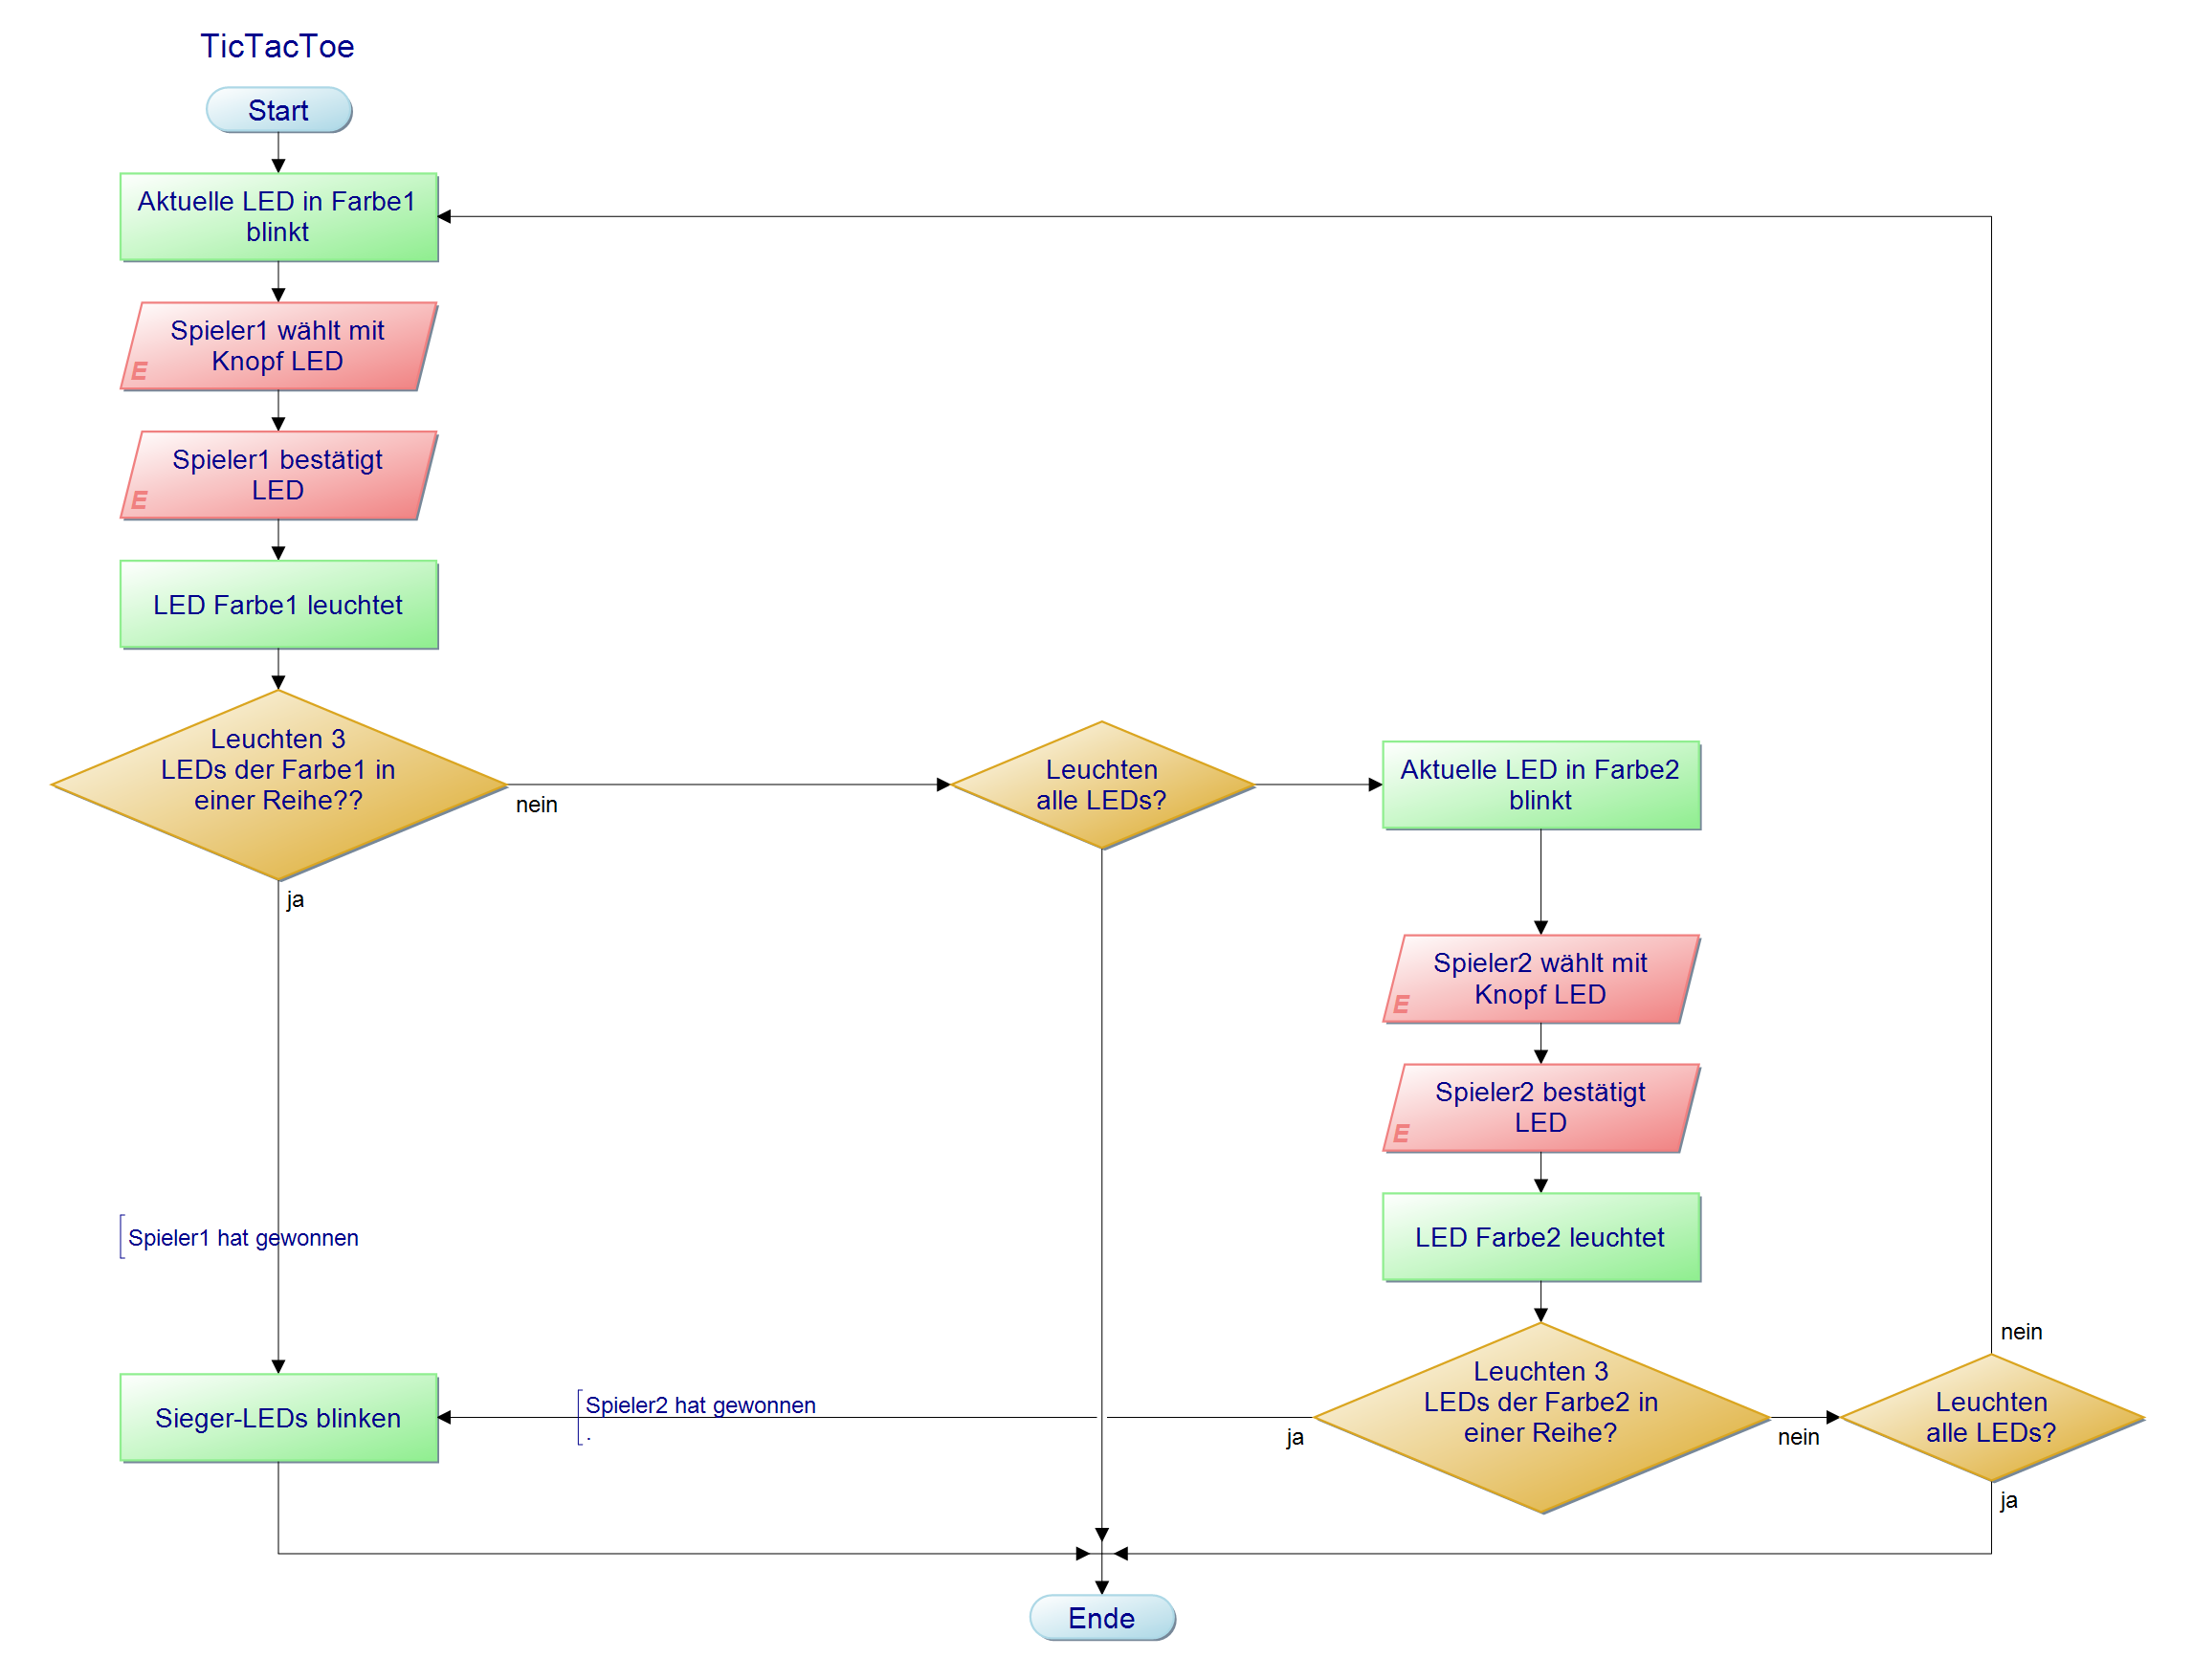 TicTacToe
Start
Aktuelle LED in Farbe1
blinkt
Spieler1 wählt mit
Knopf LED
E
Spieler1 bestätigt
LED
E
LED Farbe1 leuchtet
Leuchten 3
LEDs der Farbe1 in
einer Reihe??
nein
ja
Leuchten
alle LEDs?
Aktuelle LED in Farbe2
blinkt
Spieler2 wählt mit
Knopf LED
E
Spieler2 bestätigt
LED
E
LED Farbe2 leuchtet
Spieler1 hat gewonnen
Leuchten 3
LEDs der Farbe2 in
einer Reihe?
ja
nein
Leuchten
alle LEDs?
nein
ja
Spieler2 hat gewonnen
.
Sieger-LEDs blinken
Ende